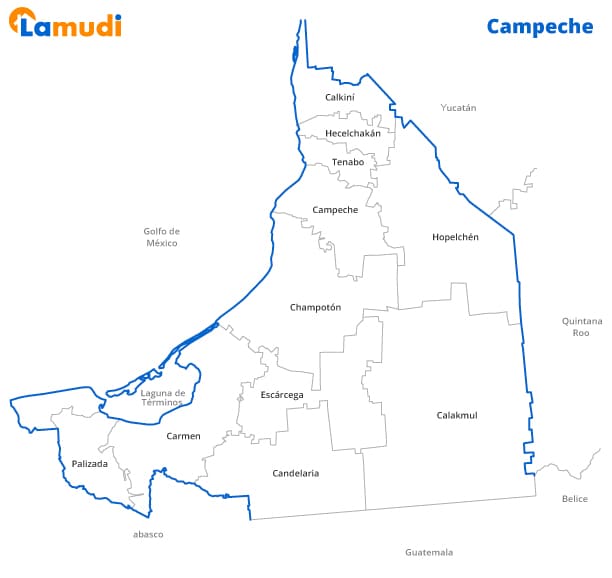 Lamudi
Campeche
Calkiní
Yucatán
Hecelchakán
Tenabo
Campeche
Golfo de
México
Hopelchén
Champotón
Quintana
Roo
Laguna de
Términos
Escárcega
Calakmul
Carmen
Palizada
Candelaria
Belice
abasco
Guatemala